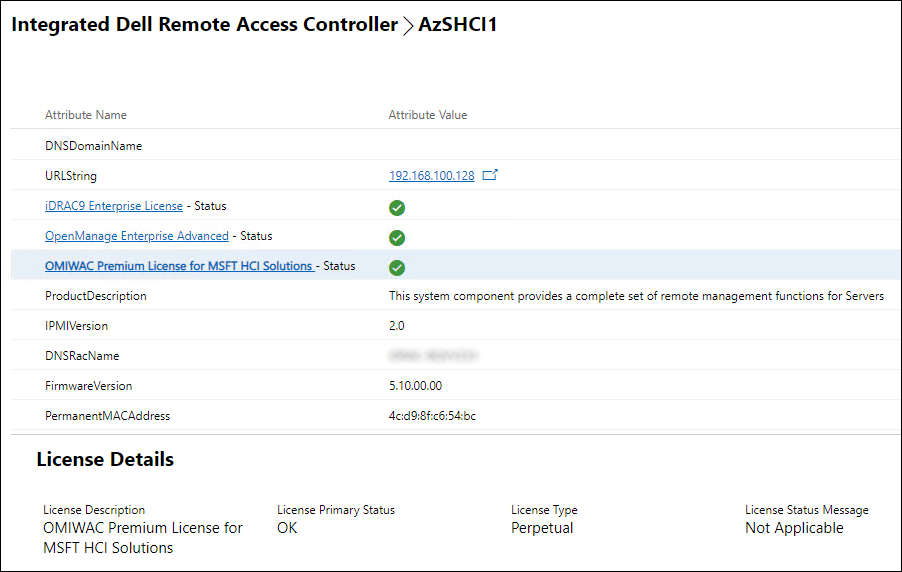 Integrated Dell Remote Access Controller > AzSHCI1
Attribute Name Attribute Value
DNSDomainName
URLString 192.168.100.128
iDRAC9 Enterprise License - Status
OpenManage Enterprise Advanced - Status
OMIWAC Premium License for MSFT HCI Solutions - Status
ProductDescription This system component provides a complete set of remote management functions for Servers
IPMIVersion 2.0
DNSRacName
FirmwareVersion 5.10.00.00
PermanentMACAddress 4c:d9:8f:c6:54:bc
License Details
License Description License Primary Status License Type License Status Message
OMIWAC Premium License for OK Perpetual Not Applicable
MSFT HCI Solutions